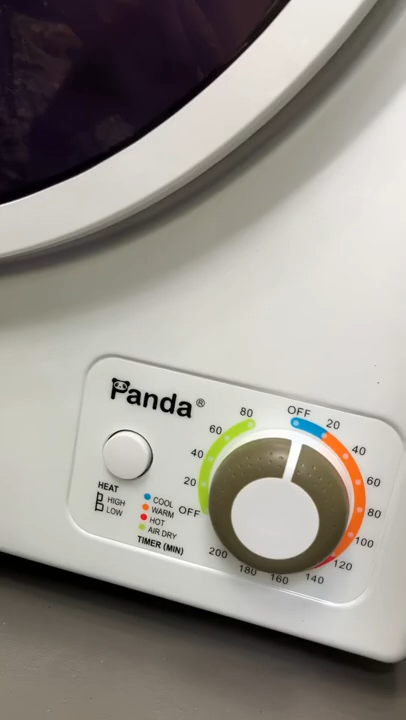 Panda®
HEAT
HIGH
LOW
COOL
WARM
HOT
AIR DRY
TIMER (MIN)
OFF
20
40
60
80
100
120
140
160
180
200
OFF
20
40
60
80